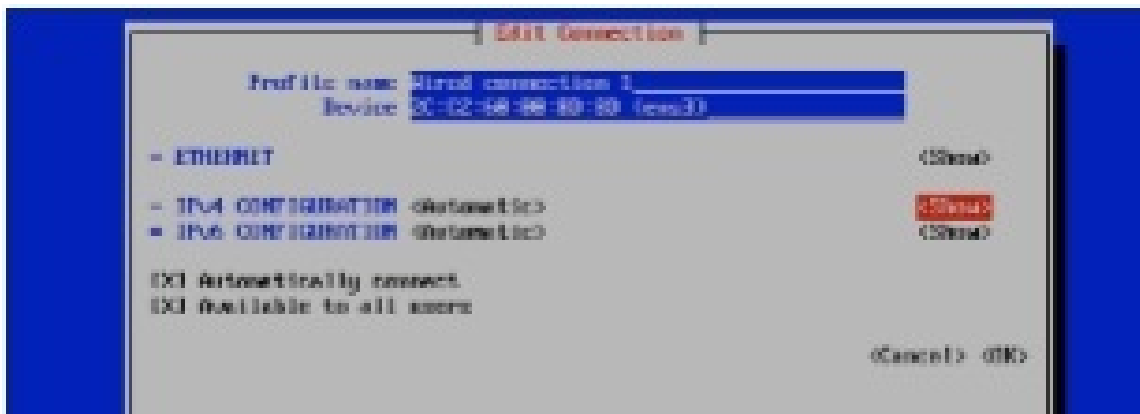 Edit Connection
Profile name Wired connection 1
Device (ens3)
= ETHERNET <Show>
= IPv4 CONFIGURATION <Automatic> <Show>
= IPv6 CONFIGURATION <Automatic> <Show>
[X] Automatically connect
[X] Available to all users
<Cancel> <OK>